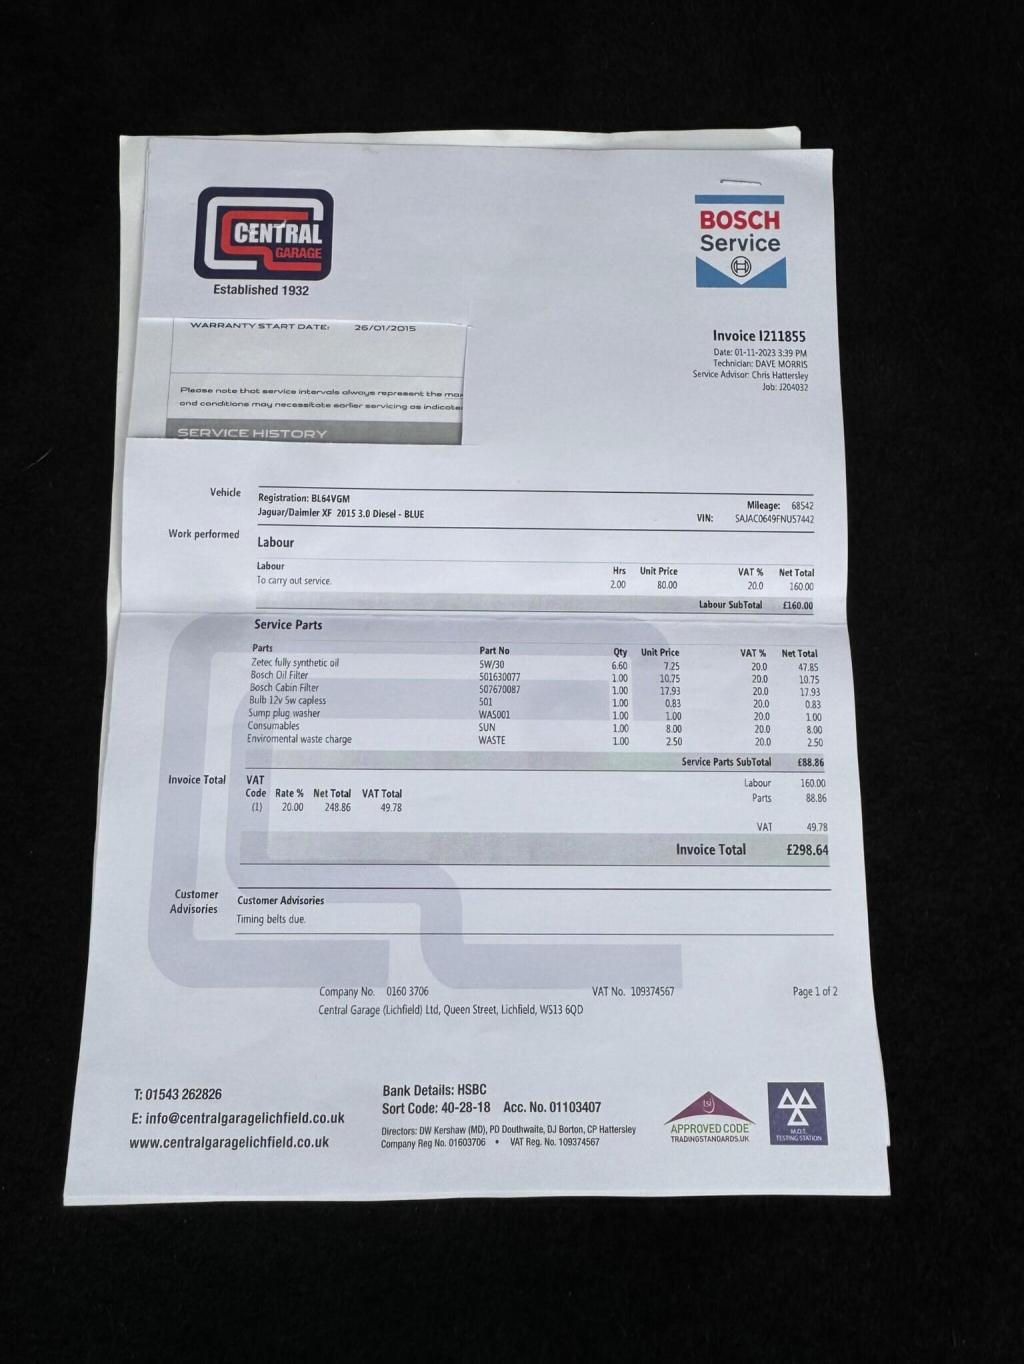 CENTRAL
GARAGE
Established 1932
BOSCH
Service
WARRANTY START DATE: 26/01/2015
Please note that service intervals always represent the
and conditions may necessitate earlier servicing as
SERVICE HISTORY
Invoice I211855
Date: 01-11-2023 3:39 PM
Technician: DAVE MORRIS
Service Advisor: Chris Hattersley
Job: J204032
Vehicle
Registration: BL64VGM
Jaguar/Daimler XF 2015 3.0 Diesel - BLUE
Mileage: 68542
VIN: SAJAC0649FNU57442
Work performed
Labour
Labour Hrs Unit Price VAT % Net Total
To carry out service. 2.00 80.00 20.0 160.00
Labour SubTotal £160.00
Service Parts
Parts Part No Qty Unit Price VAT % Net Total
Zetec fully synthetic oil 5W/30 6.60 7.25 20.0 47.85
Bosch Oil Filter 501630077 1.00 10.75 20.0 10.75
Bosch Cabin Filter 507670087 1.00 17.93 20.0 17.93
Bulb 12v 5w capless 501 1.00 0.83 20.0 0.83
Sump plug washer WAS001 1.00 1.00 20.0 1.00
Consumables SUN 1.00 8.00 20.0 8.00
Enviromental waste charge WASTE 1.00 2.50 20.0 2.50
Service Parts SubTotal £88.86
Invoice Total
VAT
Code Rate % Net Total VAT Total
(1) 20.00 248.86 49.78
Labour 160.00
Parts 88.86
VAT 49.78
Invoice Total £298.64
Customer
Advisories
Customer Advisories
Timing belts due.
Company No. 0160 3706 VAT No. 109374567 Page 1 of 2
Central Garage (Lichfield) Ltd, Queen Street, Lichfield, WS13 6QD
T: 01543 262826
E: info@centralgaragelichfield.co.uk
www.centralgaragelichfield.co.uk
Bank Details: HSBC
Sort Code: 40-28-18 Acc. No. 01103407
Directors: DW Kershaw (MD), PD Douthwaite, DJ Borton, CP Hattersley
Company Reg No. 01603706 • VAT Reg. No. 109374567
tsi
APPROVED CODE
TRADINGSTANDARDS.UK
M.O.T.
TESTING STATION